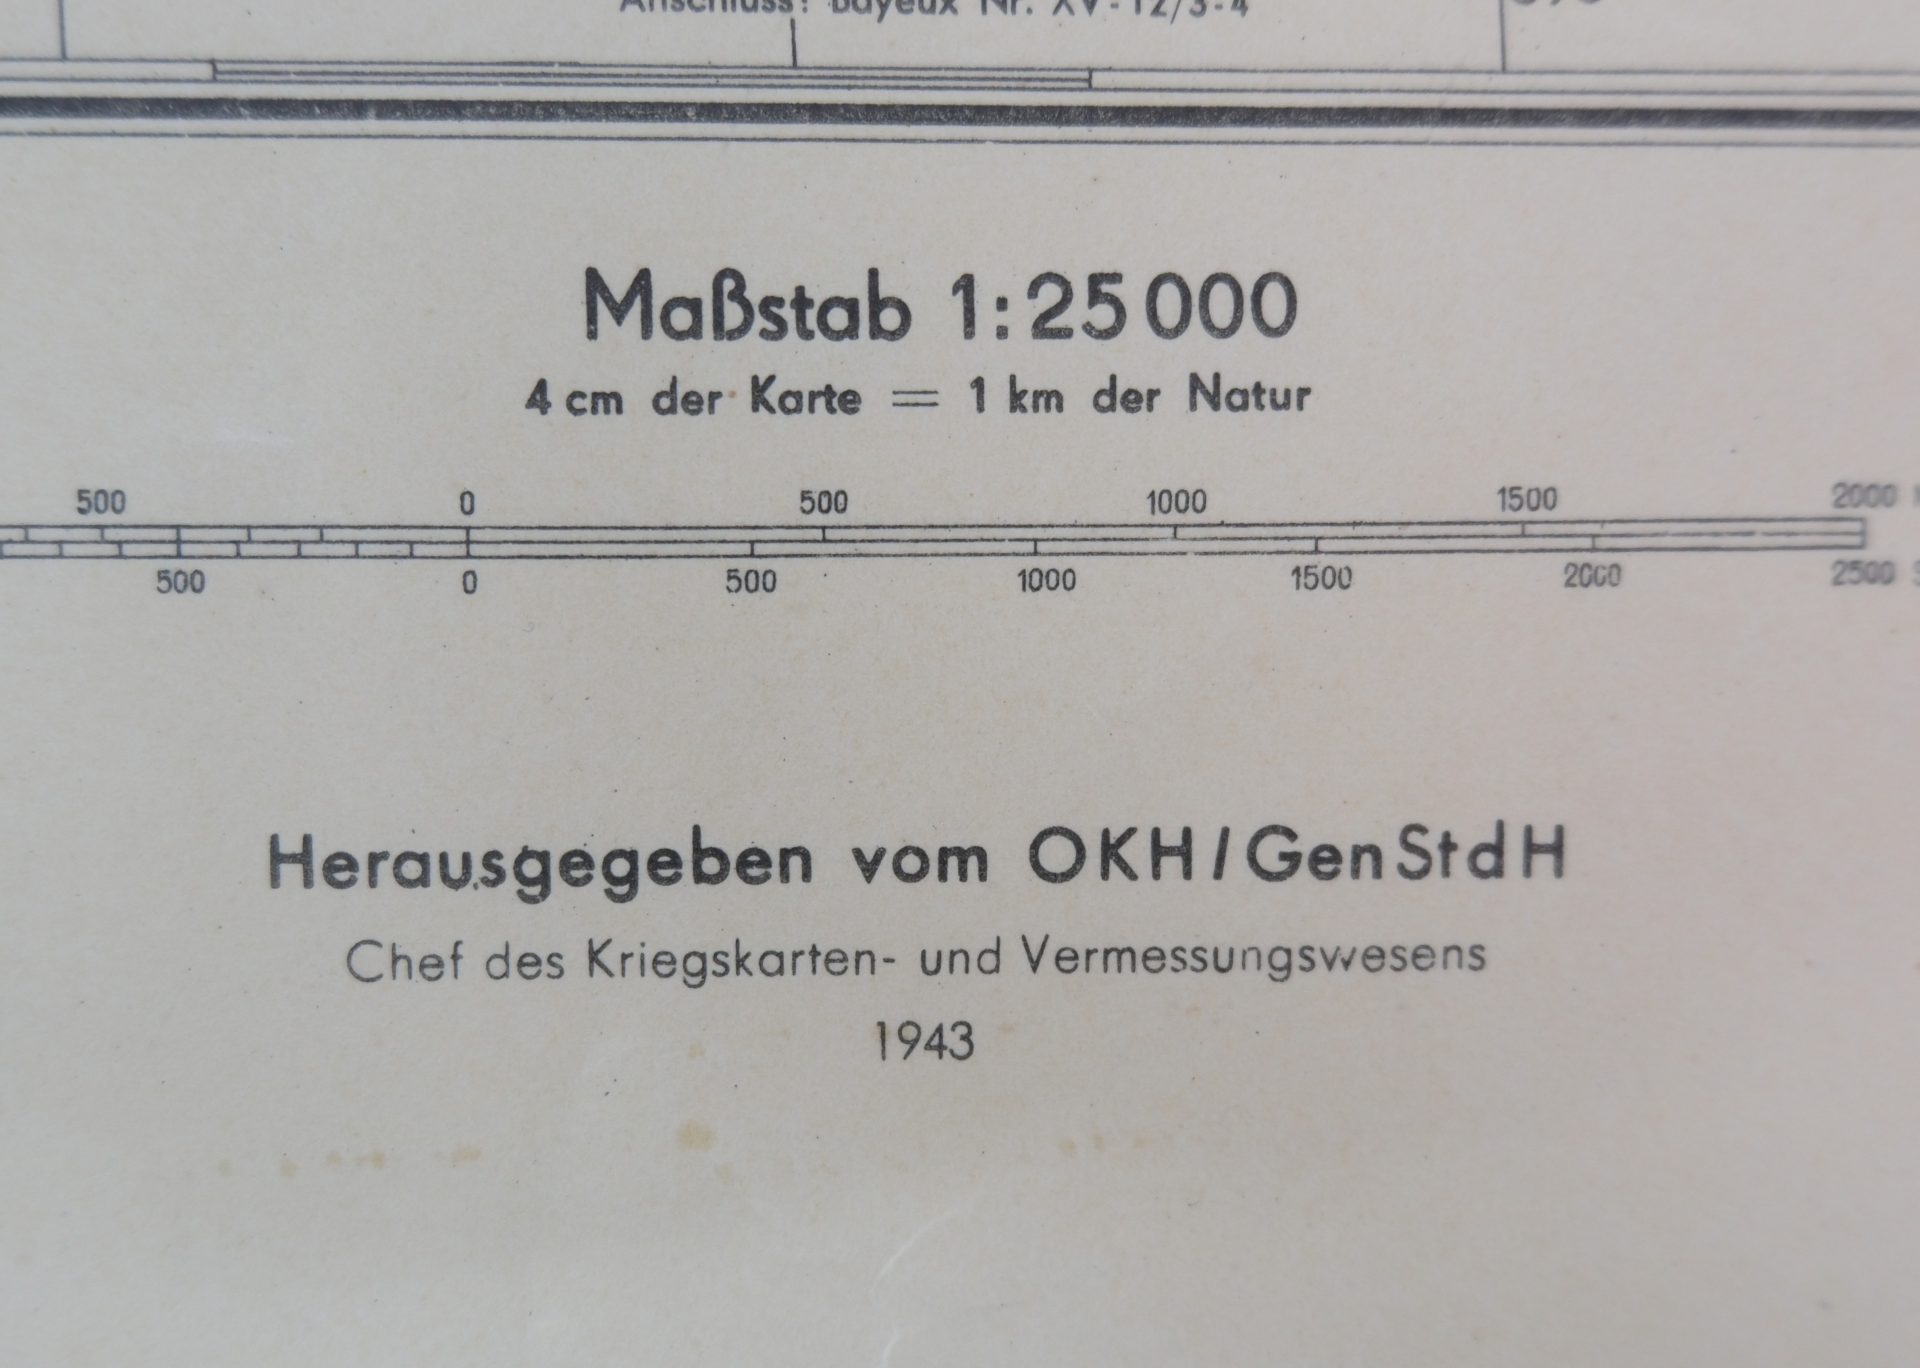 Anschluss: Bayeux Nr. XV-12/3-4
Maßstab 1:25 000
4 cm der Karte = 1 km der Natur
500 0 500 1000 1500 2000
500 0 500 1000 1500 2000 2500
Herausgegeben vom OKH/GenStdH
Chef des Kriegskarten- und Vermessungswesens
1943